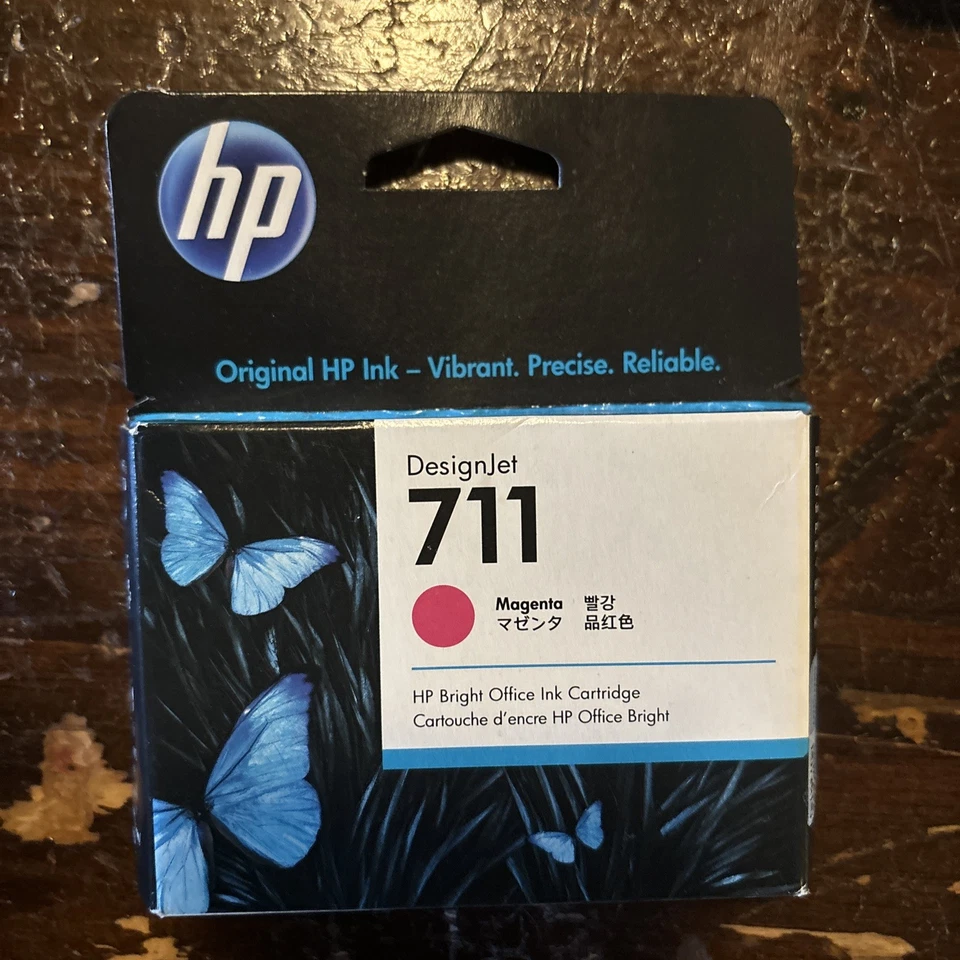 hp
Original HP Ink – Vibrant. Precise. Reliable.
DesignJet
711
Magenta 빨강
マゼンタ 品红色
HP Bright Office Ink Cartridge
Cartouche d'encre HP Office Bright